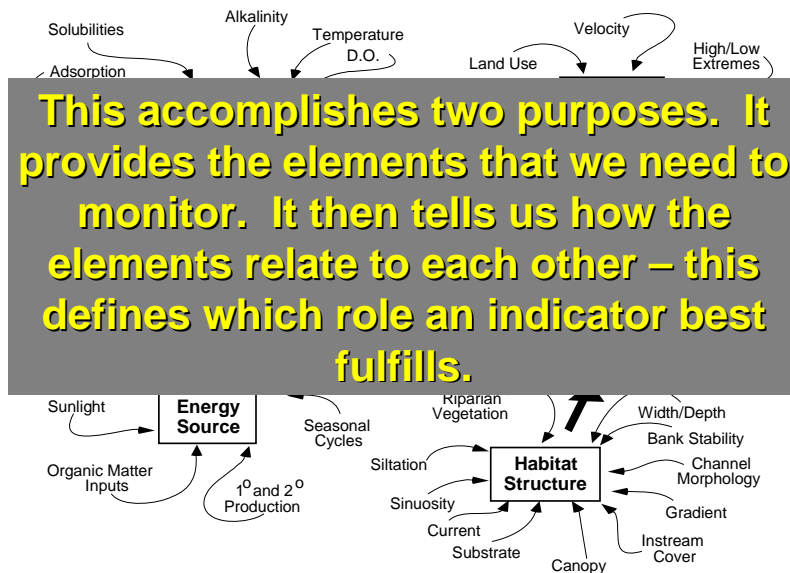 Solubilities
Alkalinity
Temperature
D.O.
Adsorption
Velocity
Land Use
High/Low
Extremes
This accomplishes two purposes. It
provides the elements that we need to
monitor. It then tells us how the
elements relate to each other – this
defines which role an indicator best
fulfills.
Sunlight
Energy
Source
Seasonal
Cycles
Organic Matter
Inputs
1º and 2º
Production
Riparian
Vegetation
Width/Depth
Bank Stability
Siltation
Habitat
Structure
Channel
Morphology
Sinuosity
Gradient
Current
Substrate
Canopy
Instream
Cover